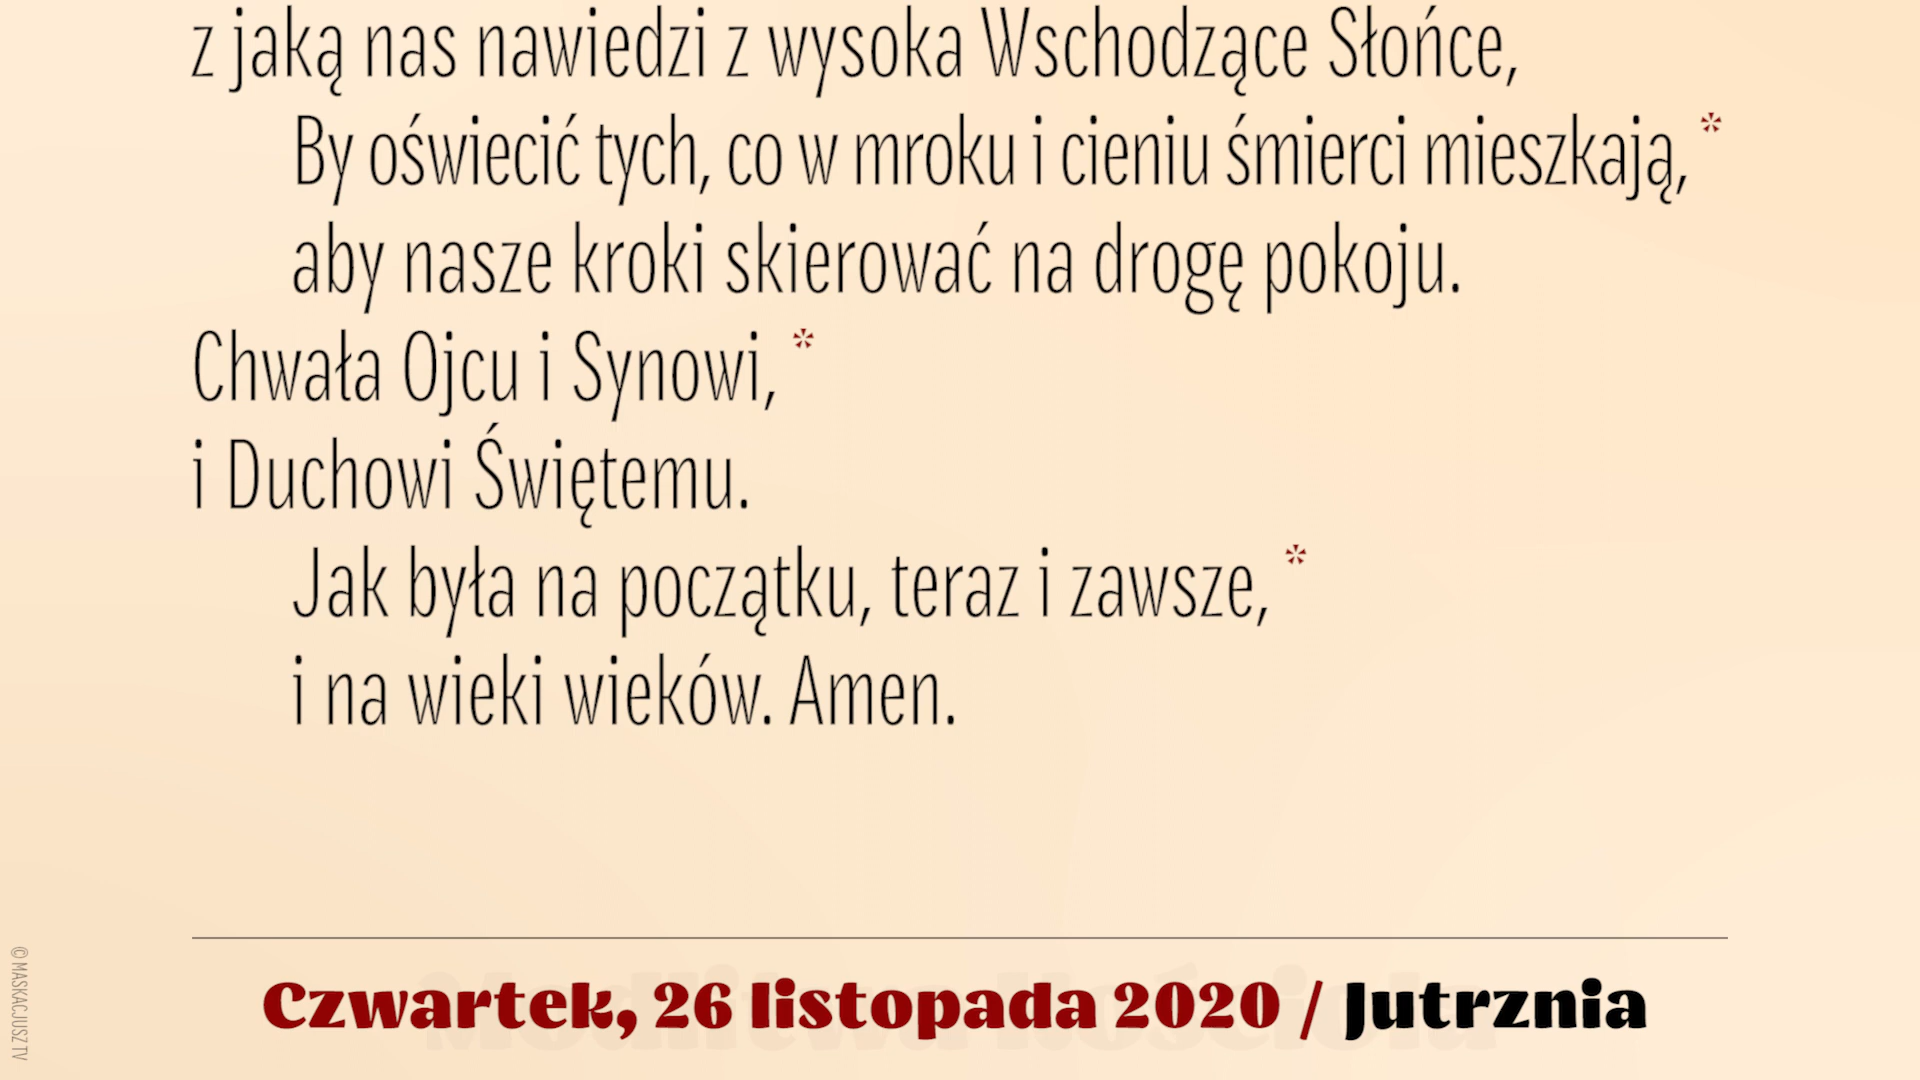 z jaką nas nawiedzi z wysoka Wschodzące Słońce,
By oświecić tych, co w mroku i cieniu śmierci mieszkają, *
aby nasze kroki skierować na drogę pokoju.
Chwała Ojcu i Synowi, *
i Duchowi Świętemu.
Jak była na początku, teraz i zawsze, *
i na wieki wieków. Amen.
Czwartek, 26 listopada 2020 / Jutrznia
© MASKACJUSZ TV